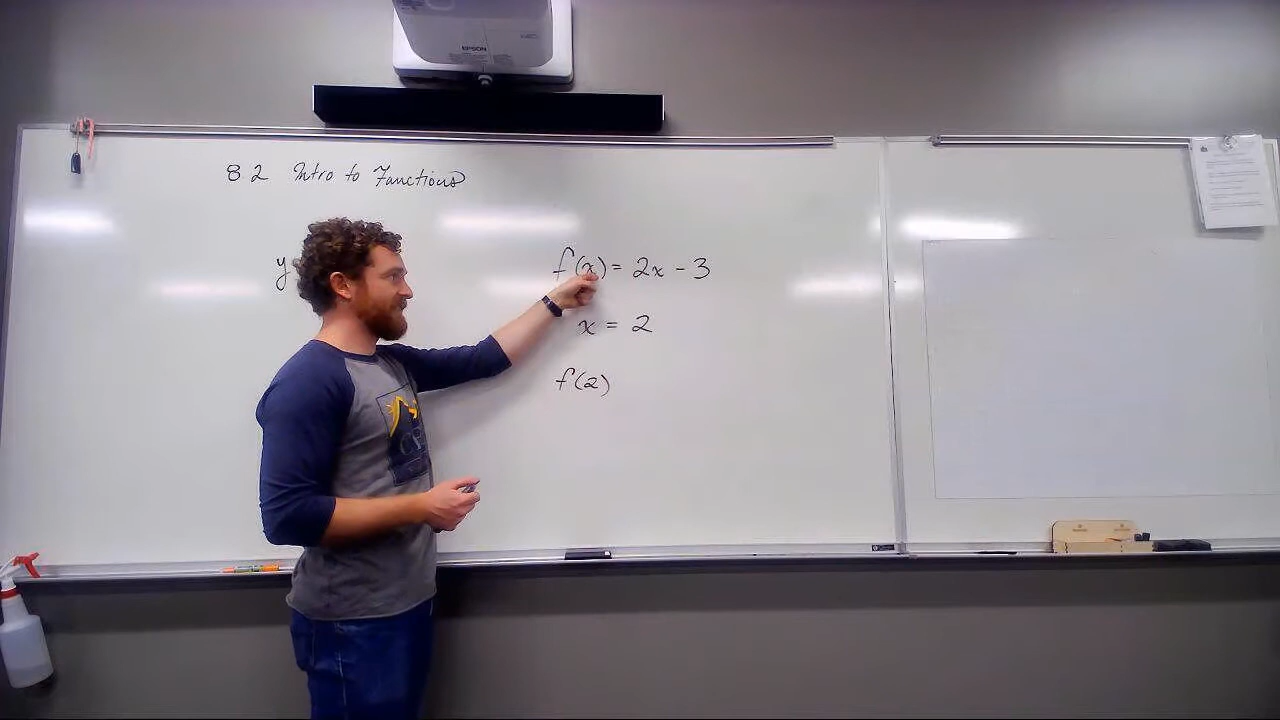 EPSON
8 2 Intro to Functions
y
f(x) = 2x - 3
x = 2
f(2)